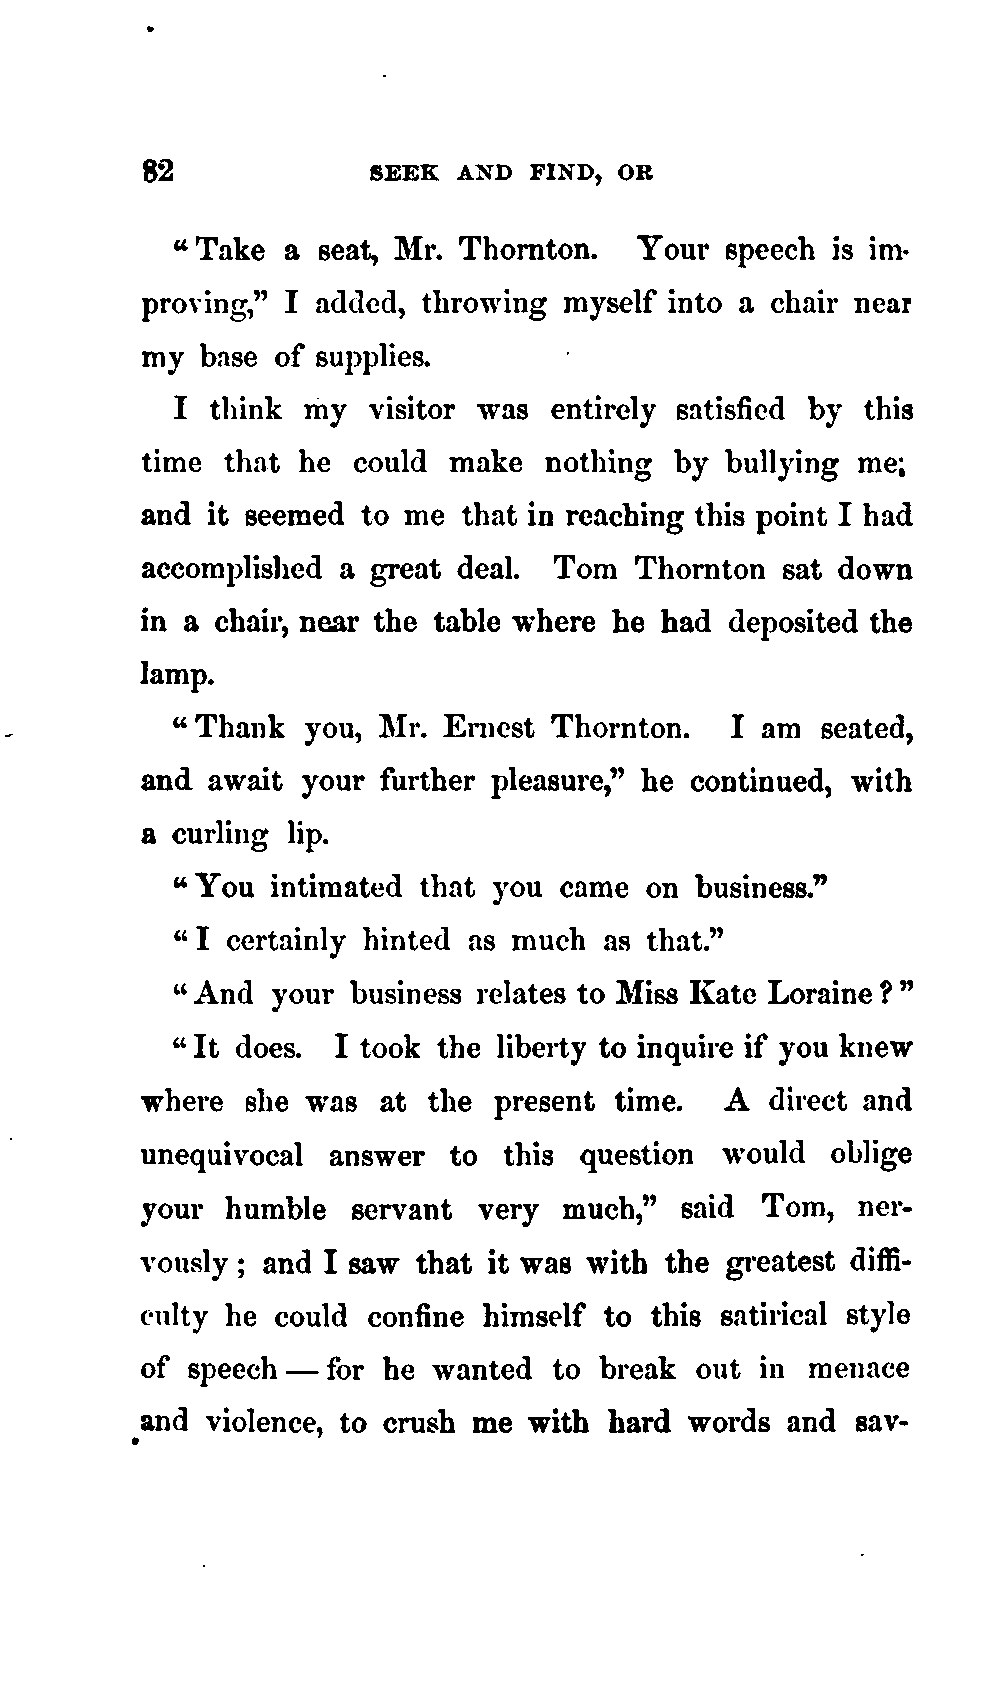 82 SEEK AND FIND, OR
“Take a seat, Mr. Thornton. Your speech is im-
proving,” I added, throwing myself into a chair near
my base of supplies.
I think my visitor was entirely satisfied by this
time that he could make nothing by bullying me;
and it seemed to me that in reaching this point I had
accomplished a great deal. Tom Thornton sat down
in a chair, near the table where he had deposited the
lamp.
“Thank you, Mr. Ernest Thornton. I am seated,
and await your further pleasure,” he continued, with
a curling lip.
“You intimated that you came on business.”
“I certainly hinted as much as that.”
“And your business relates to Miss Kate Loraine?”
“It does. I took the liberty to inquire if you knew
where she was at the present time. A direct and
unequivocal answer to this question would oblige
your humble servant very much,” said Tom, ner-
vously; and I saw that it was with the greatest diffi-
culty he could confine himself to this satirical style
of speech — for he wanted to break out in menace
and violence, to crush me with hard words and sav-